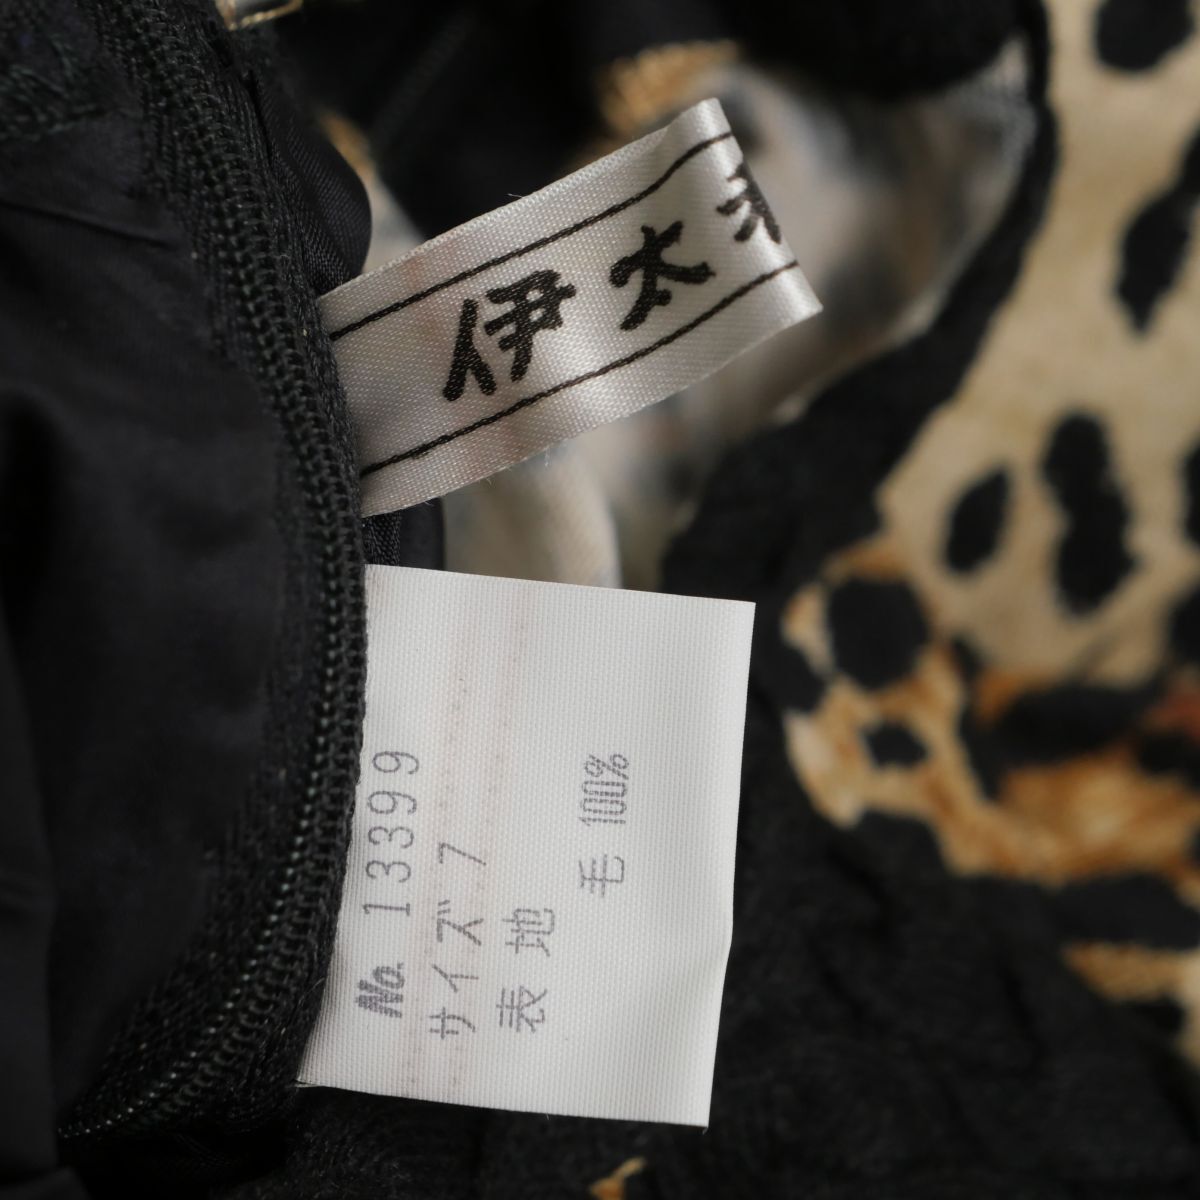 伊太
No. 13399
サイズ 7
表地
毛 100%